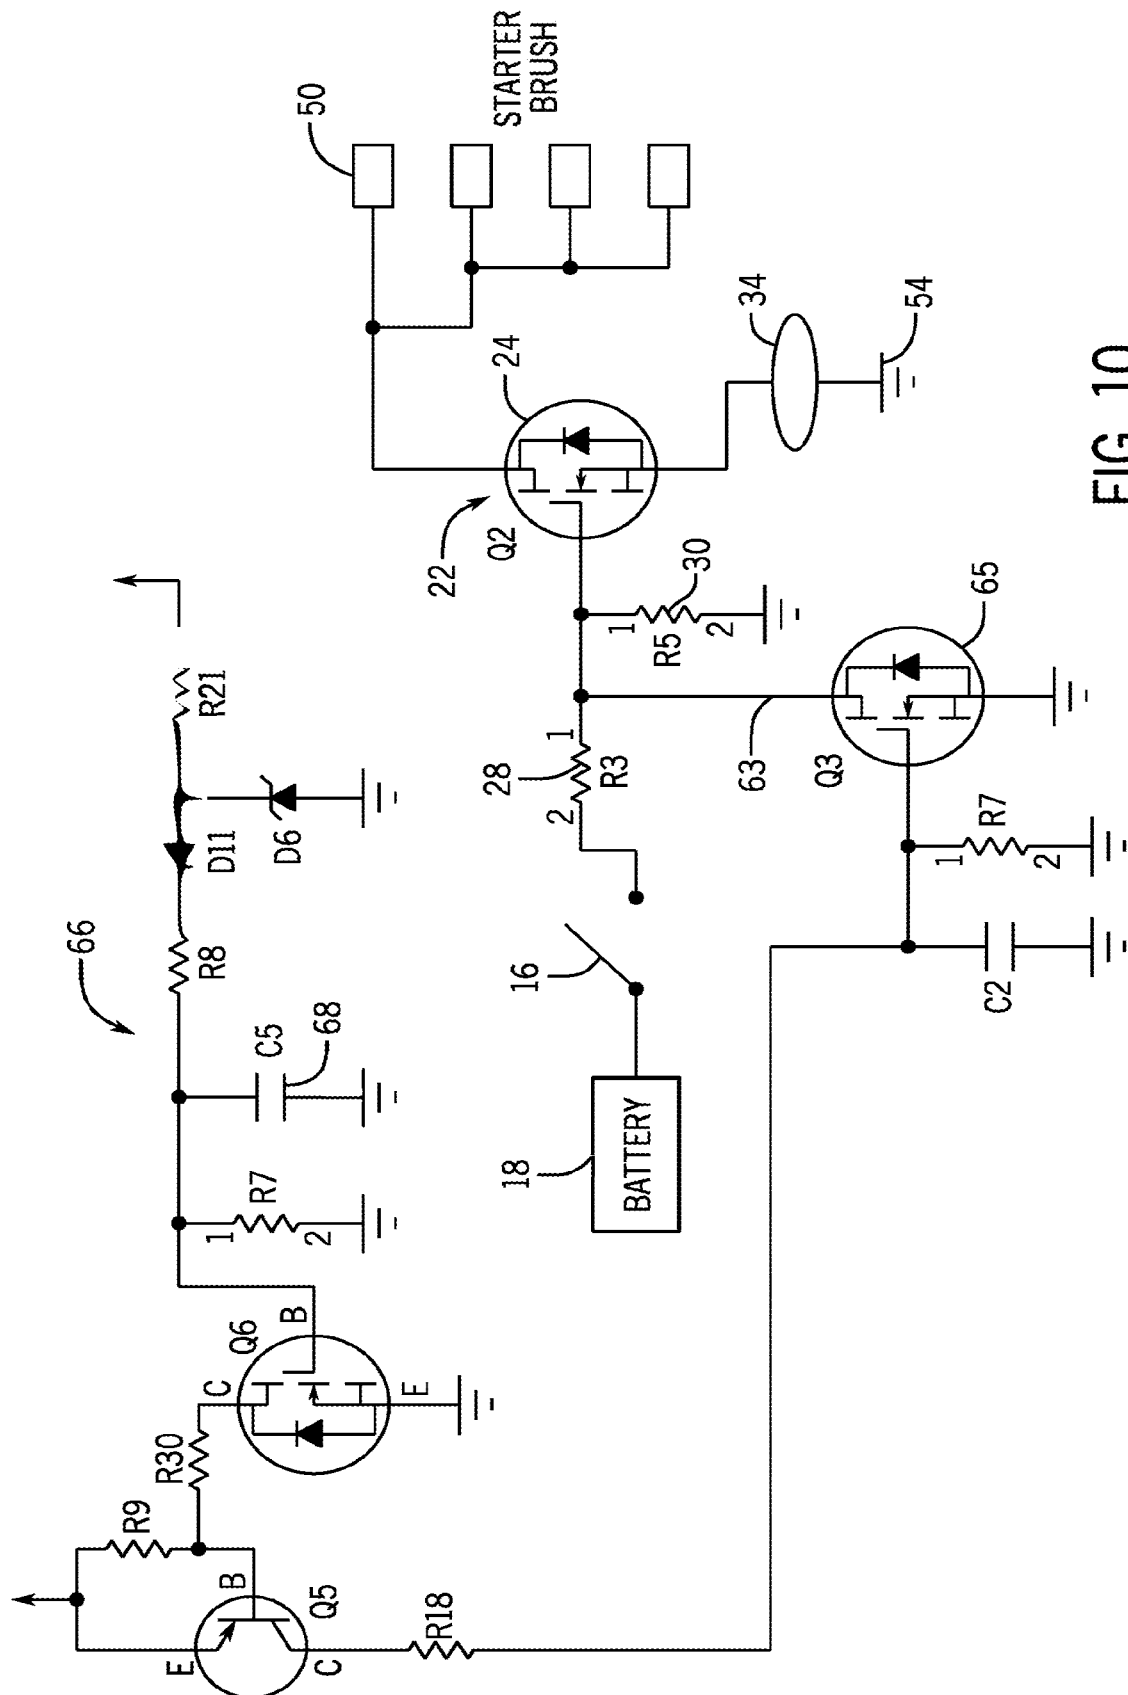 50
STARTER
BRUSH
24
34
54
22
Q2
R21
1
30
R5
2
65
1
28
R3
2
63
Q3
D11
D6
R7
1
2
66
R8
16
C2
C5
68
18
BATTERY
R7
1
2
Q6
B
C
E
R30
R9
B
Q5
R18
E
C
FIG. 10